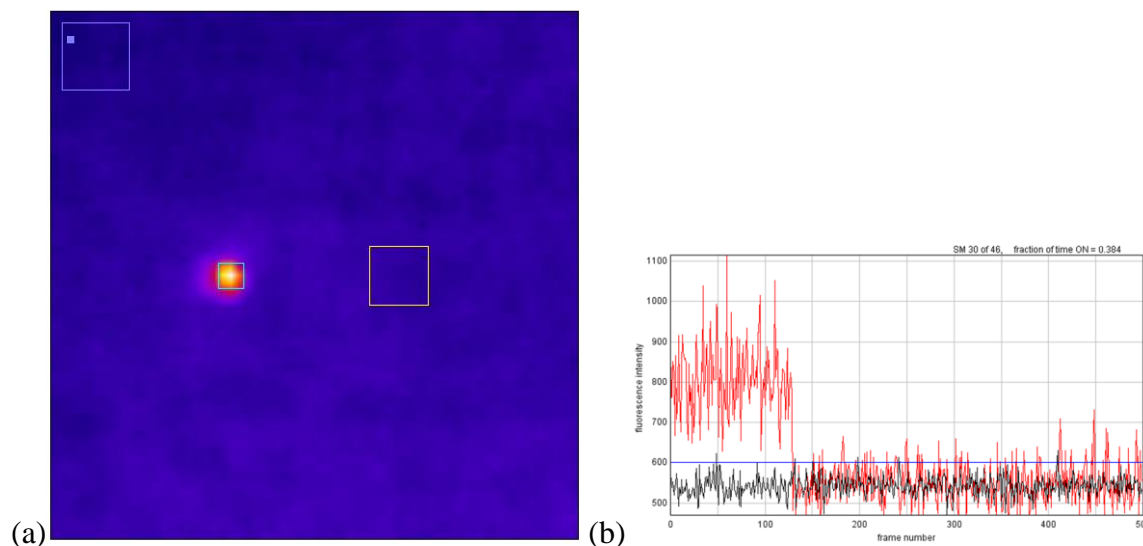 (a)
(b)
SM 30 of 46, fraction of time ON = 0.384
1100
1000
900
800
700
600
500
fluorescence intensity
0 100 200 300 400 50
frame number